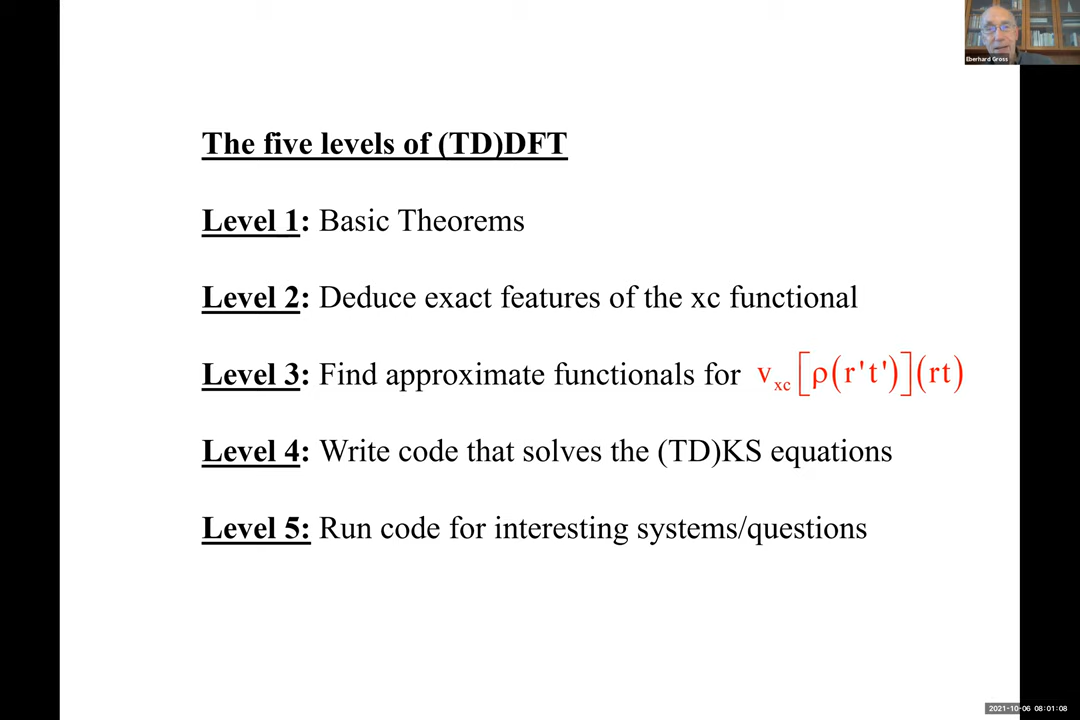 Eberhard Gross
The five levels of (TD)DFT
Level 1: Basic Theorems
Level 2: Deduce exact features of the xc functional
Level 3: Find approximate functionals for v_xc [ρ(r't')](rt)
Level 4: Write code that solves the (TD)KS equations
Level 5: Run code for interesting systems/questions
2021-10-06 08:01:08